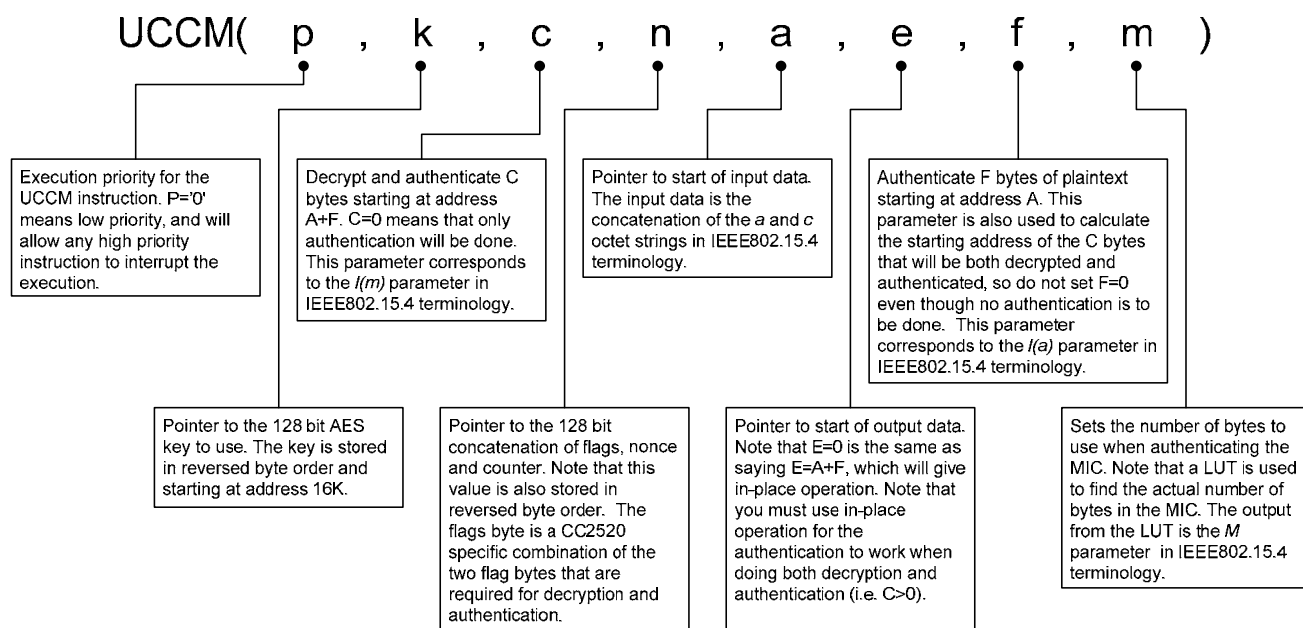 UCCM( p , k , c , n , a , e , f , m )
Execution priority for the
UCCM instruction. P='0'
means low priority, and will
allow any high priority
instruction to interrupt the
execution.
Decrypt and authenticate C
bytes starting at address
A+F. C=0 means that only
authentication will be done.
This parameter corresponds
to the l(m) parameter in
IEEE802.15.4 terminology.
Pointer to start of input data.
The input data is the
concatenation of the a and c
octet strings in IEEE802.15.4
terminology.
Authenticate F bytes of plaintext
starting at address A. This
parameter is also used to calculate
the starting address of the C bytes
that will be both decrypted and
authenticated, so do not set F=0
even though no authentication is to
be done. This parameter
corresponds to the l(a) parameter in
IEEE802.15.4 terminology.
Pointer to the 128 bit AES
key to use. The key is stored
in reversed byte order and
starting at address 16K.
Pointer to the 128 bit
concatenation of flags, nonce
and counter. Note that this
value is also stored in
reversed byte order. The
flags byte is a CC2520
specific combination of the
two flag bytes that are
required for decryption and
authentication.
Pointer to start of output data.
Note that E=0 is the same as
saying E=A+F, which will give
in-place operation. Note that
you must use in-place
operation for the
authentication to work when
doing both decryption and
authentication (i.e. C>0).
Sets the number of bytes to
use when authenticating the
MIC. Note that a LUT is used
to find the actual number of
bytes in the MIC. The output
from the LUT is the M
parameter in IEEE802.15.4
terminology.